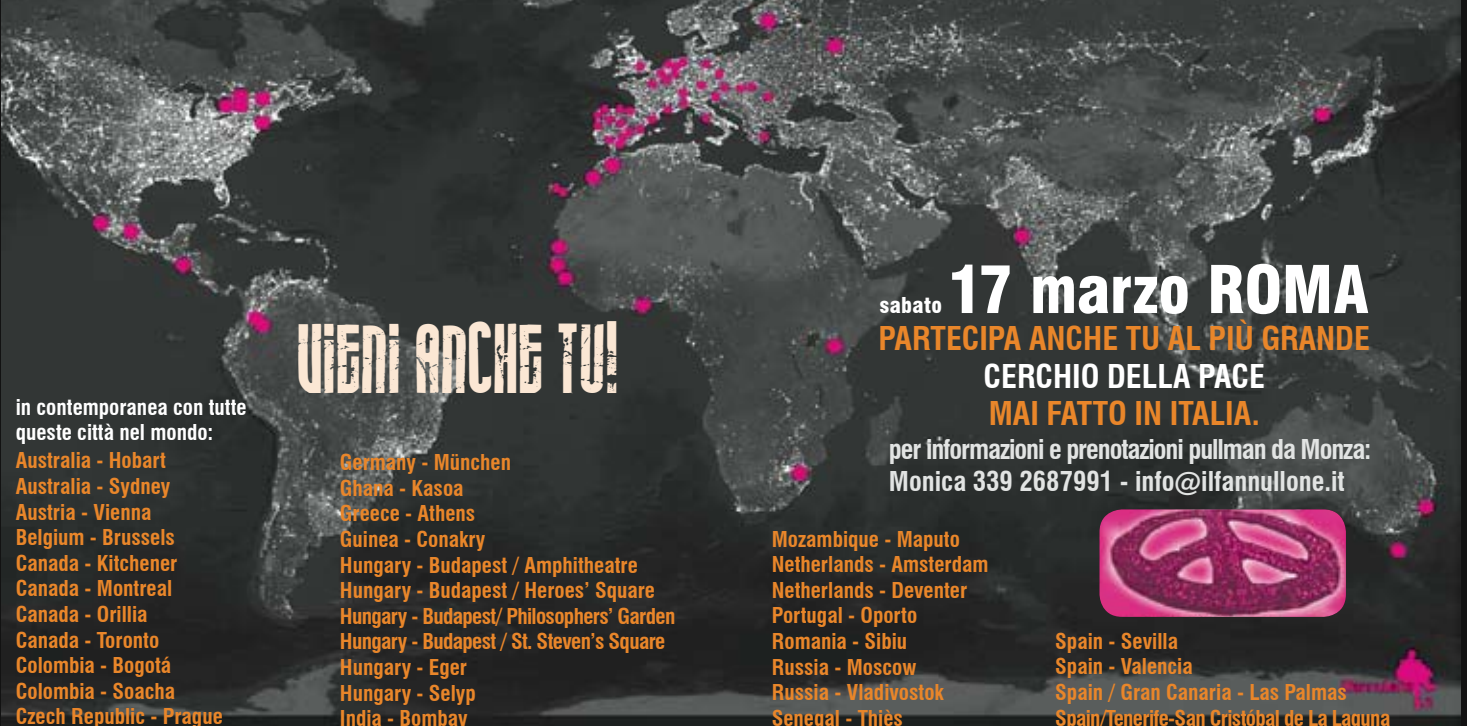 VIENI ANCHE TU!
sabato 17 marzo ROMA
PARTECIPA ANCHE TU AL PIÙ GRANDE
CERCHIO DELLA PACE
MAI FATTO IN ITALIA.
per Informazioni e prenotazioni pullman da Monza:
Monica 339 2687991 - info@ilfannullone.it
in contemporanea con tutte
queste città nel mondo:
Australia - Hobart
Australia - Sydney
Austria - Vienna
Belgium - Brussels
Canada - Kitchener
Canada - Montreal
Canada - Orillia
Canada - Toronto
Colombia - Bogotá
Colombia - Soacha
Czech Republic - Prague
Germany - München
Ghana - Kasoa
Greece - Athens
Guinea - Conakry
Hungary - Budapest / Amphitheatre
Hungary - Budapest / Heroes’ Square
Hungary - Budapest/ Philosophers’ Garden
Hungary - Budapest / St. Steven’s Square
Hungary - Eger
Hungary - Selyp
India - Bombay
Mozambique - Maputo
Netherlands - Amsterdam
Netherlands - Deventer
Portugal - Oporto
Romania - Sibiu
Russia - Moscow
Russia - Vladivostok
Senegal - Thiès
Spain - Sevilla
Spain - Valencia
Spain / Gran Canaria - Las Palmas
Spain/Tenerife-San Cristóbal de La Laguna